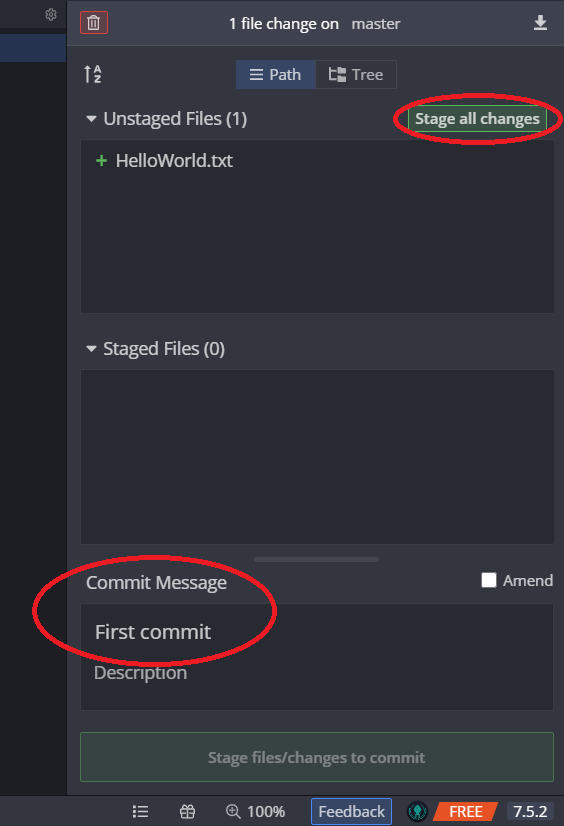 1 file change on master
A
Z
Path
Tree
Unstaged Files (1)
Stage all changes
HelloWorld.txt
Staged Files (0)
Commit Message
Amend
First commit
Description
Stage files/changes to commit
100%
Feedback
FREE
7.5.2